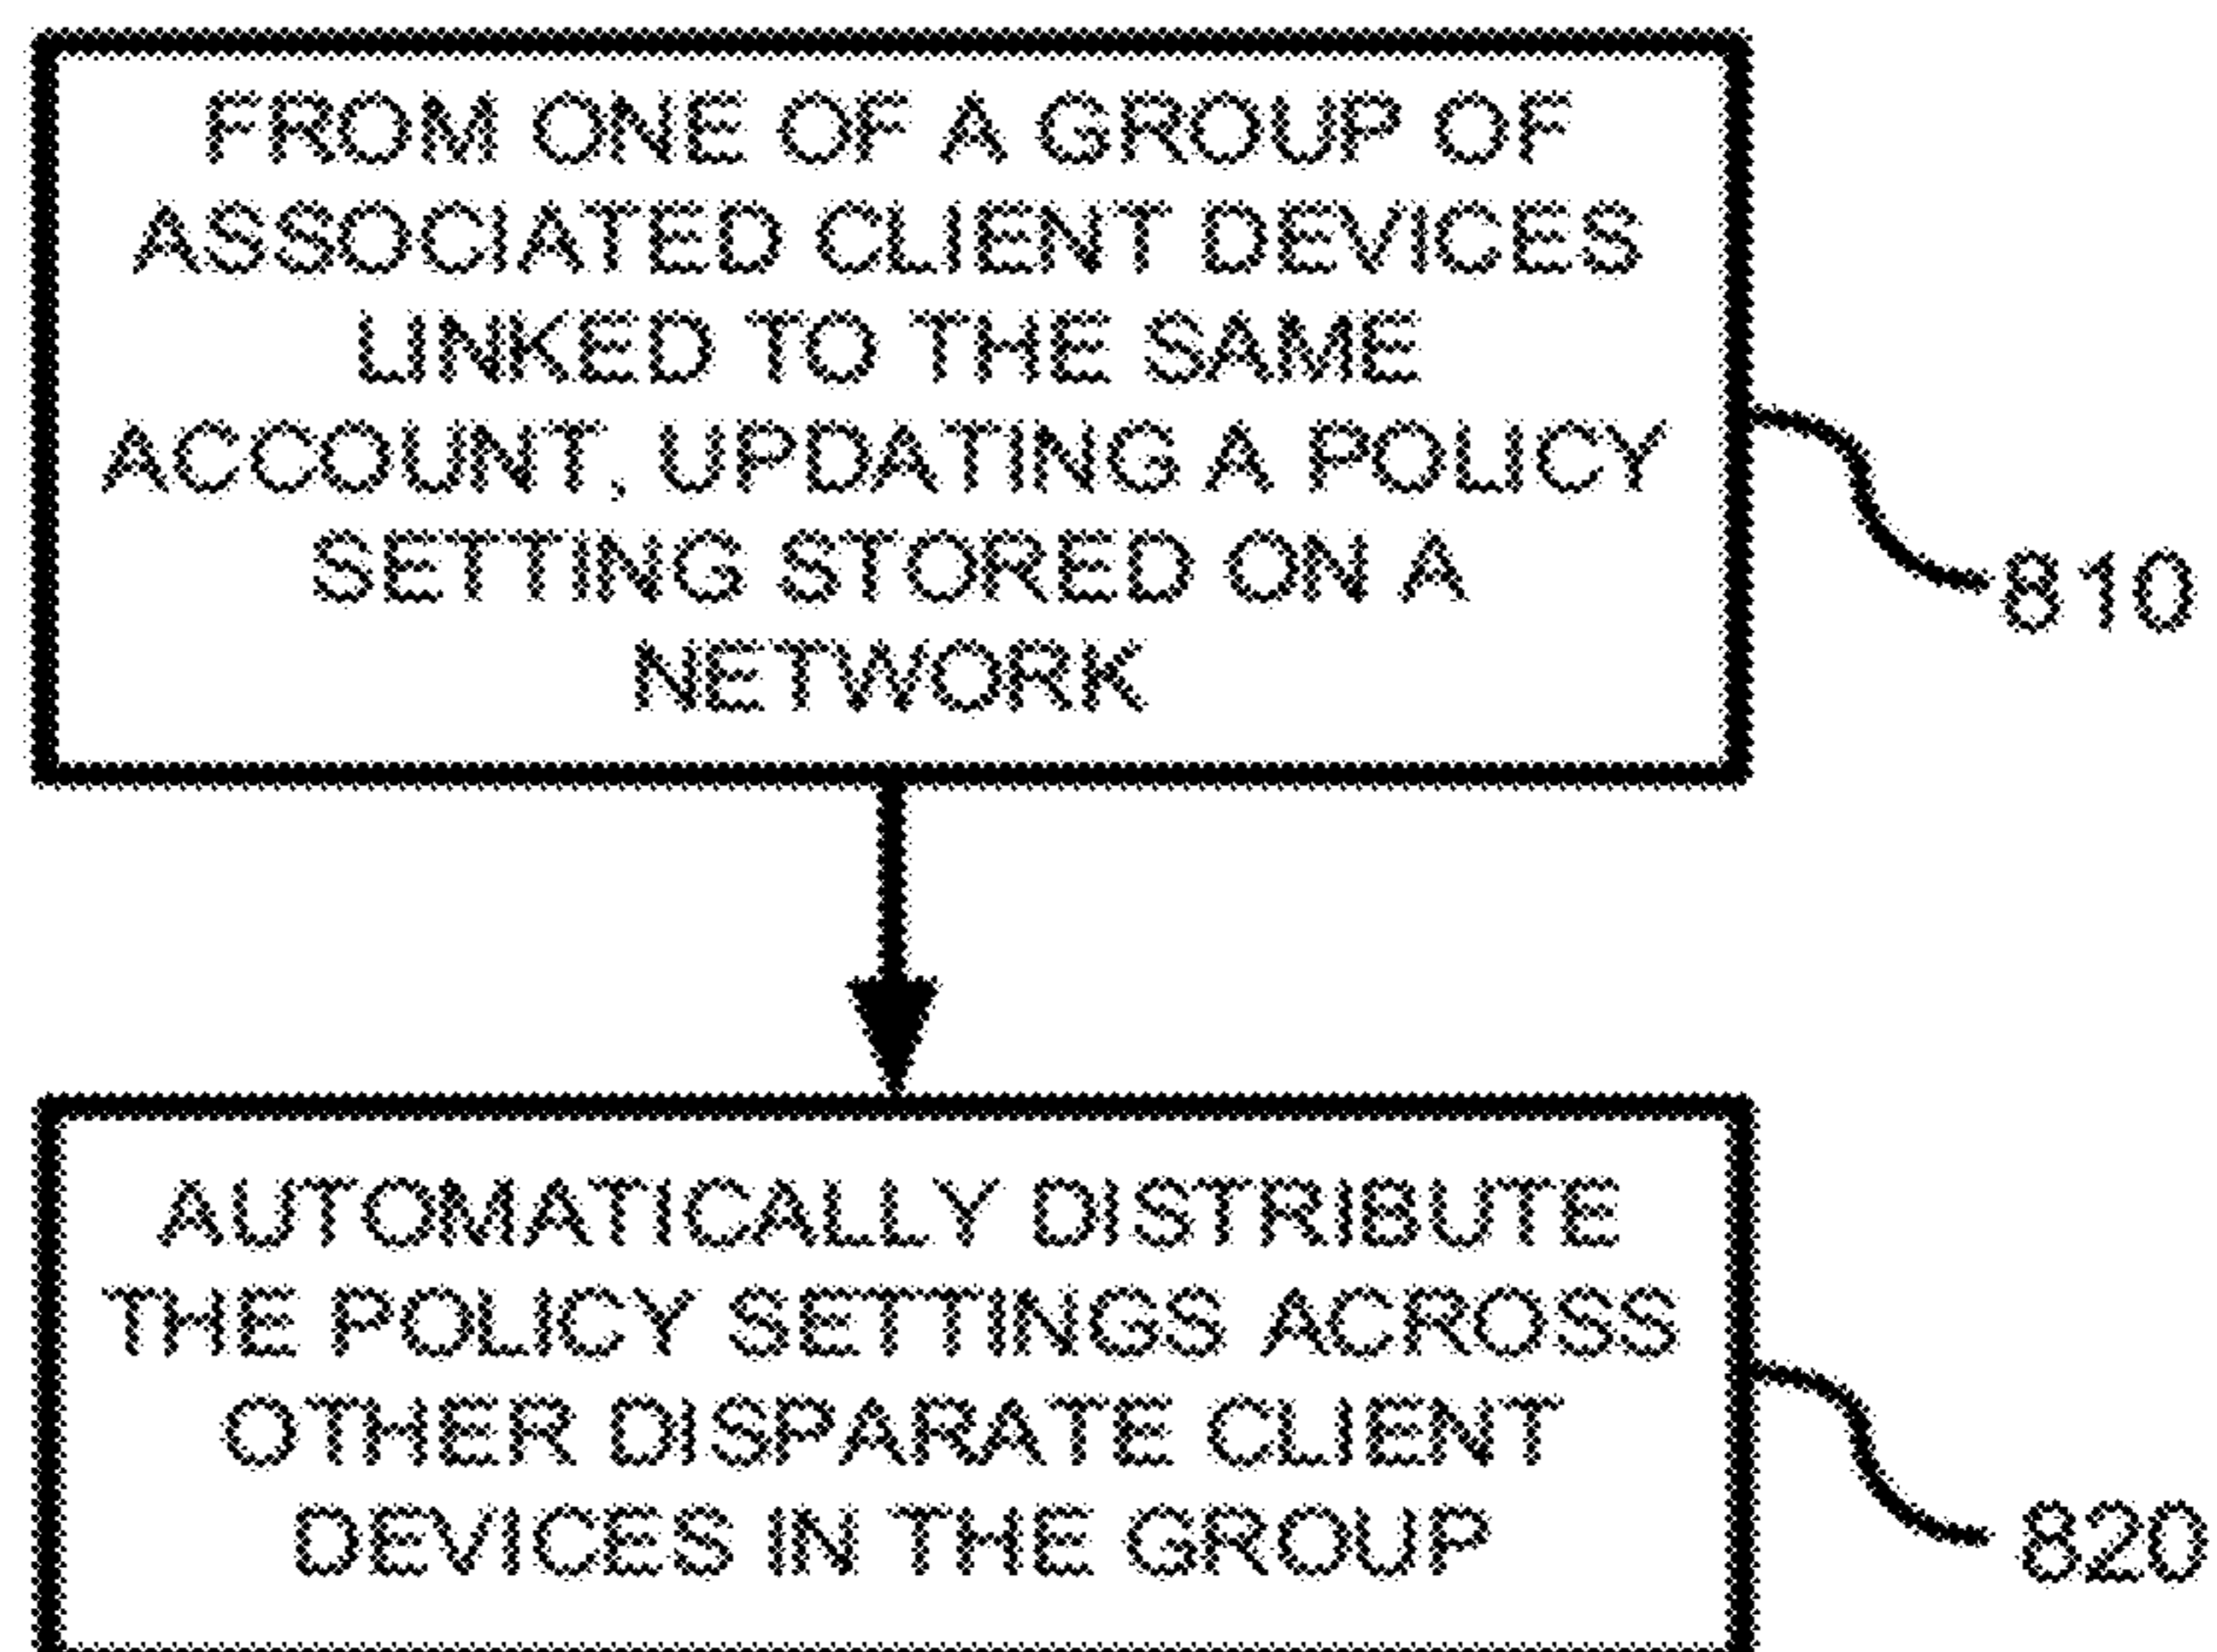 FROM ONE OF A GROUP OF
ASSOCIATED CLIENT DEVICES
LINKED TO THE SAME
ACCOUNT, UPDATING A POLICY
SETTING STORED ON A
NETWORK
810
AUTOMATICALLY DISTRIBUTE
THE POLICY SETTINGS ACROSS
OTHER DISPARATE CLIENT
DEVICES IN THE GROUP
820